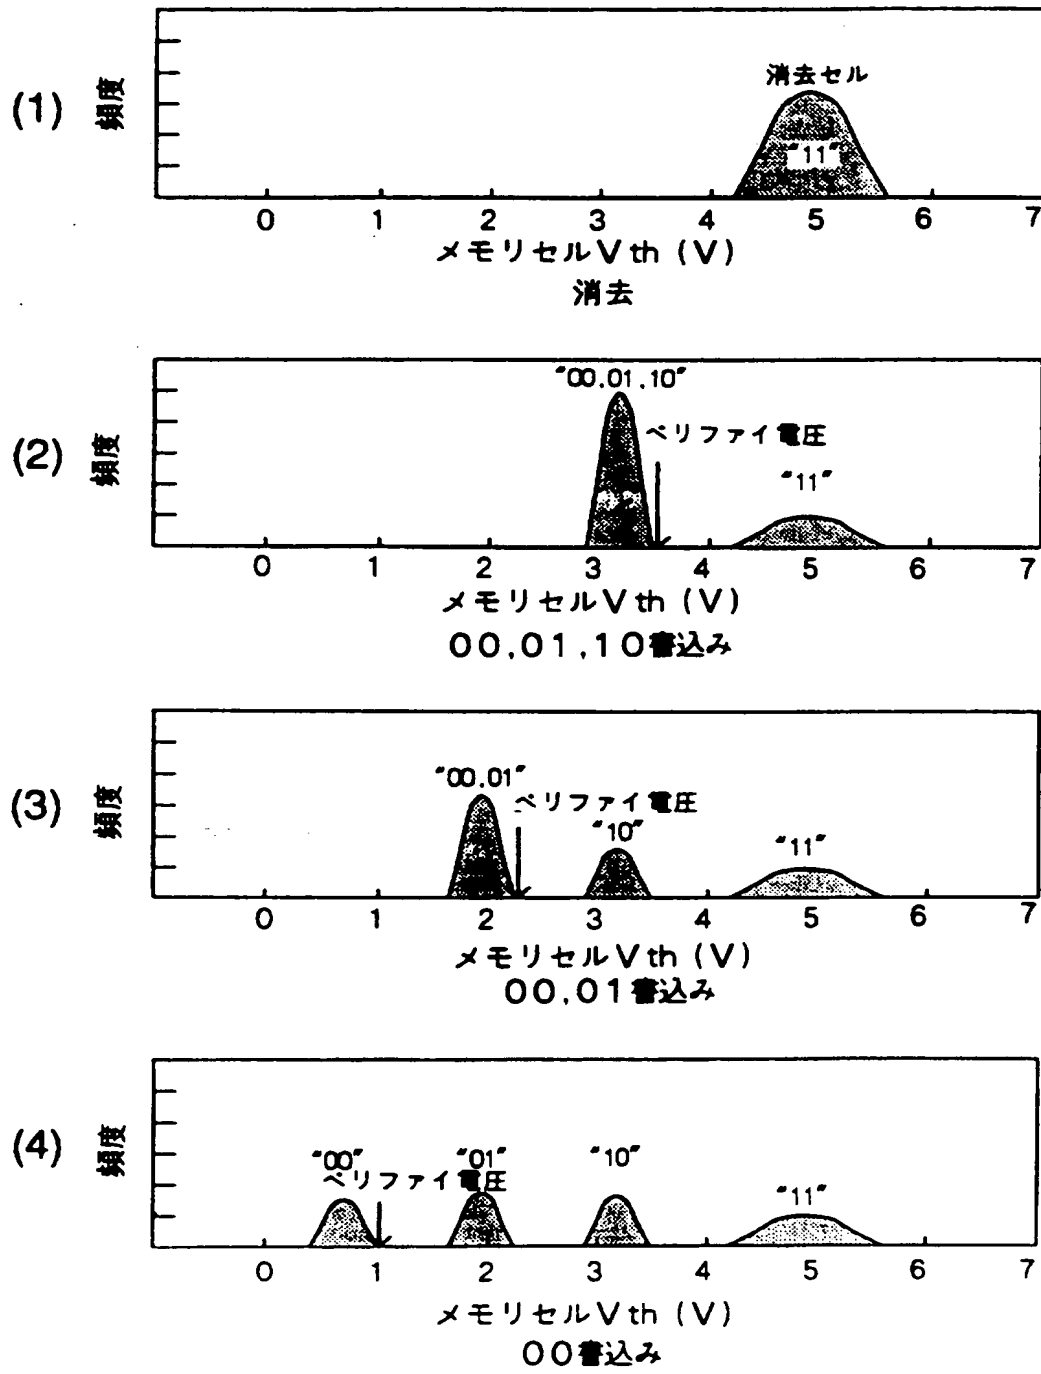 (1)
頻度
消去セル
"11"
0 1 2 3 4 5 6 7
メモリセルVth (V)
消去
(2)
頻度
"00,01,10"
ベリファイ電圧
"11"
0 1 2 3 4 5 6 7
メモリセルVth (V)
00,01,10書込み
(3)
頻度
"00,01"
ベリファイ電圧
"10"
"11"
0 1 2 3 4 5 6 7
メモリセルVth (V)
00,01書込み
(4)
頻度
"00" "01" "10"
ベリファイ電圧
"11"
0 1 2 3 4 5 6 7
メモリセルVth (V)
00書込み